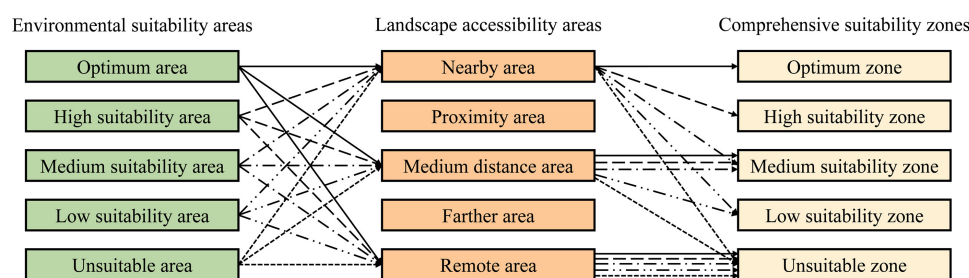 Environmental suitability areas Landscape accessibility areas Comprehensive suitability zones
Optimum area Nearby area Optimum zone
High suitability area Proximity area High suitability zone
Medium suitability area Medium distance area Medium suitability zone
Low suitability area Farther area Low suitability zone
Unsuitable area Remote area Unsuitable zone